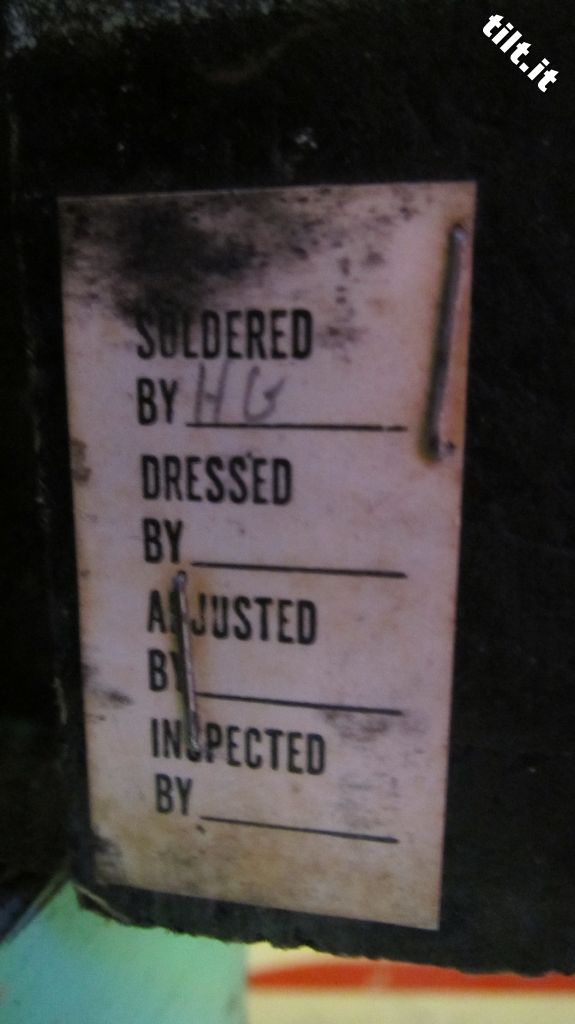 tilt.it
SOLDERED
BY HG
DRESSED
BY
ADJUSTED
BY
INSPECTED
BY